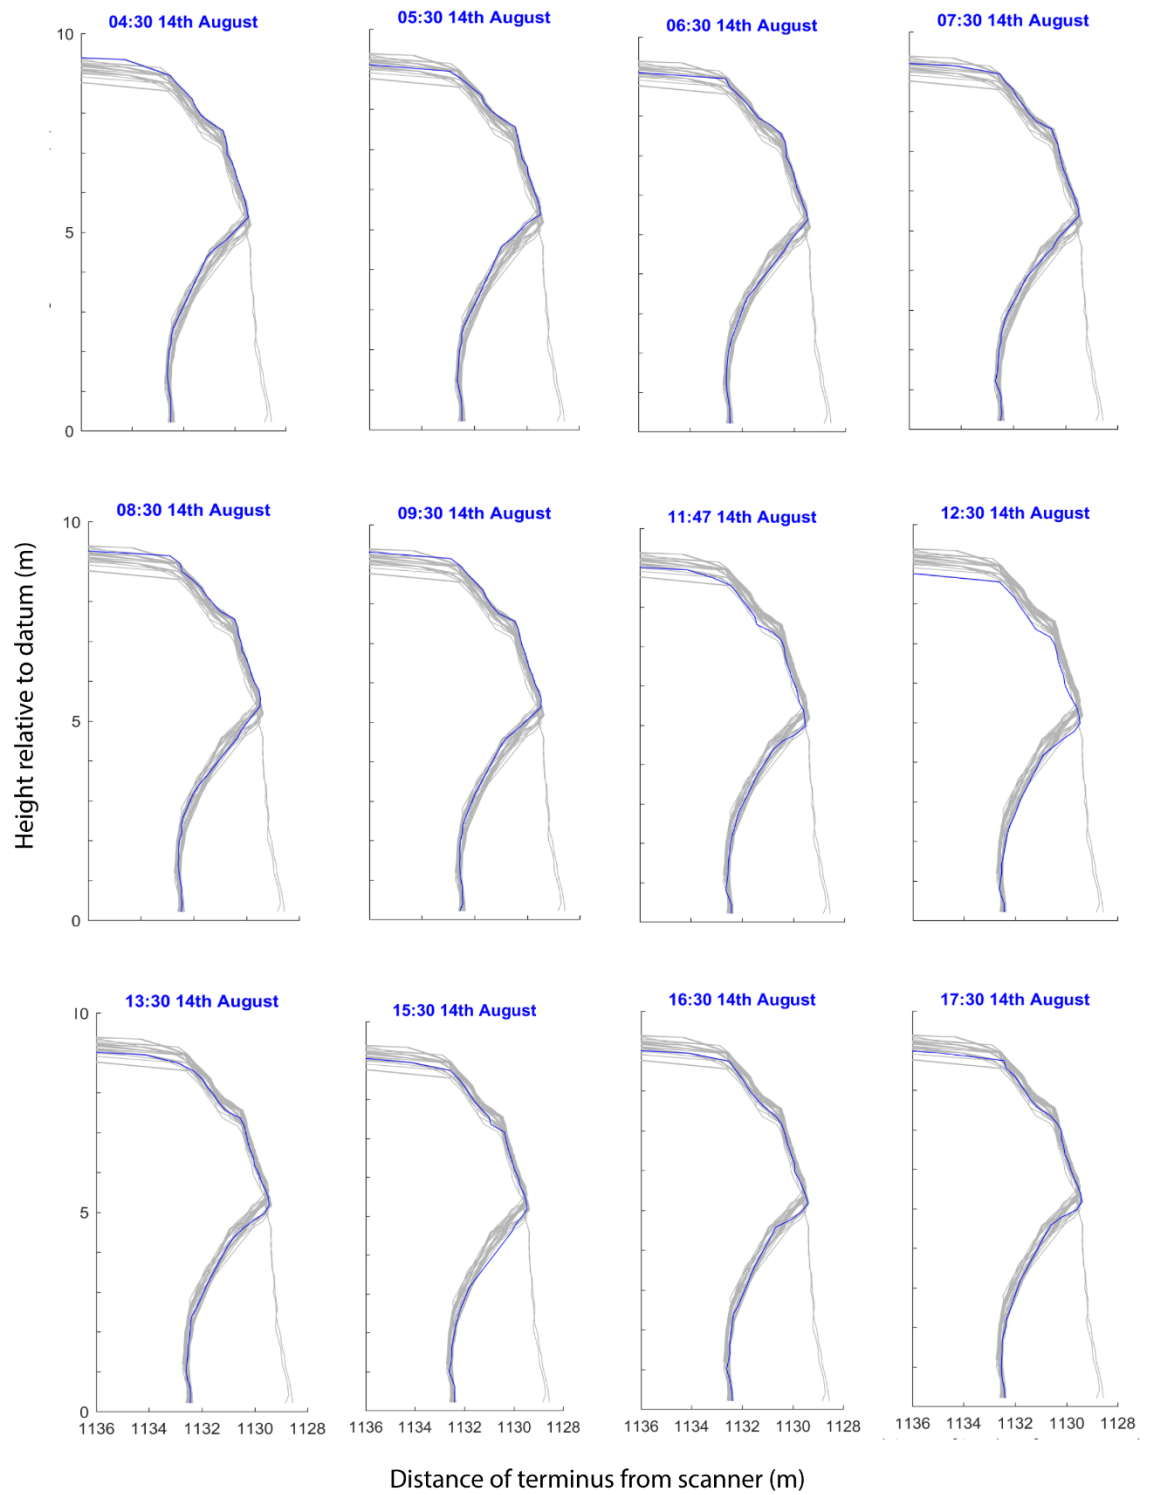 04:30 14th August
05:30 14th August
06:30 14th August
07:30 14th August
10
5
0
08:30 14th August
09:30 14th August
11:47 14th August
12:30 14th August
10
5
0
Height relative to datum (m)
13:30 14th August
15:30 14th August
16:30 14th August
17:30 14th August
10
5
0
1136 1134 1132 1130 1128
1136 1134 1132 1130 1128
1136 1134 1132 1130 1128
1136 1134 1132 1130 1128
Distance of terminus from scanner (m)